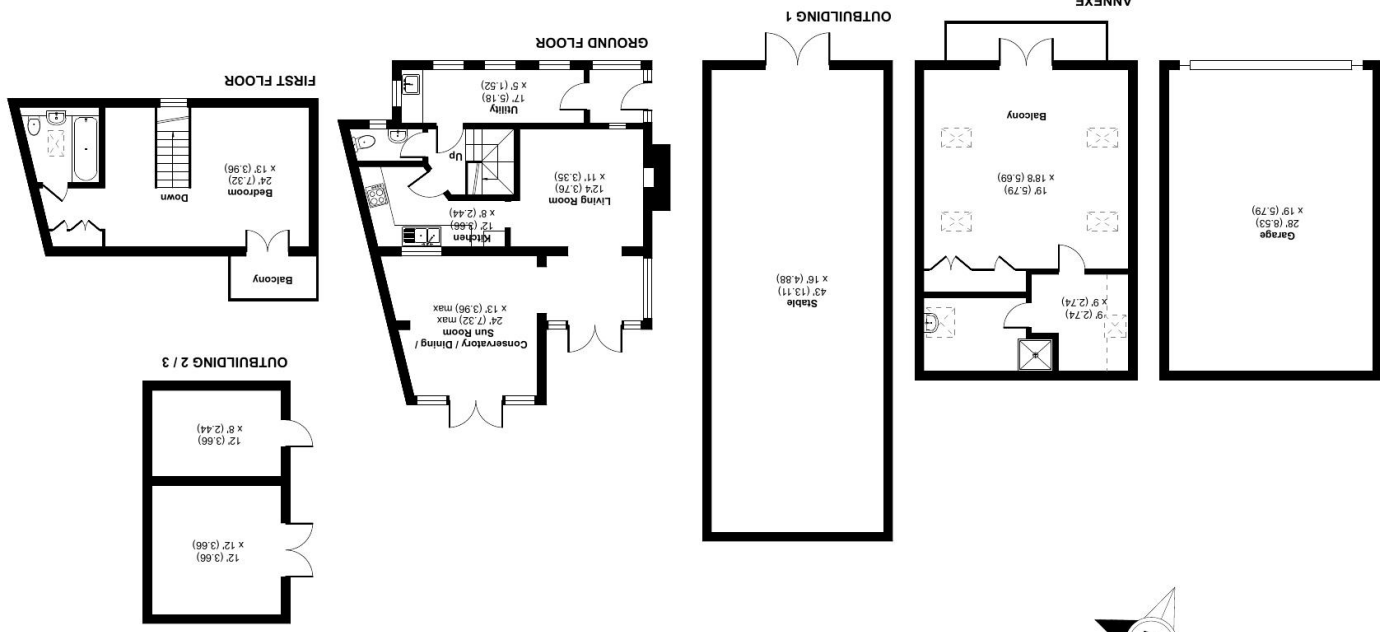 Garage
28' (8.53)
x 19' (5.79)
9' (2.74)
x 9' (2.74)
19' (5.79)
x 18'8 (5.69)
Balcony
ANNEXE
Stable
43' (13.11)
x 16' (4.88)
OUTBUILDING 1
Conservatory / Dining /
Sun Room
24' (7.32) max
x 13' (3.96) max
Kitchen
12' (3.66)
x 8' (2.44)
Living Room
12'4 (3.76)
x 11' (3.35)
Up
Utility
17' (5.18)
x 5' (1.52)
GROUND FLOOR
12' (3.66)
x 12' (3.66)
12' (3.66)
x 8' (2.44)
OUTBUILDING 2 / 3
Balcony
Bedroom
24' (7.32)
x 13' (3.96)
Down
FIRST FLOOR